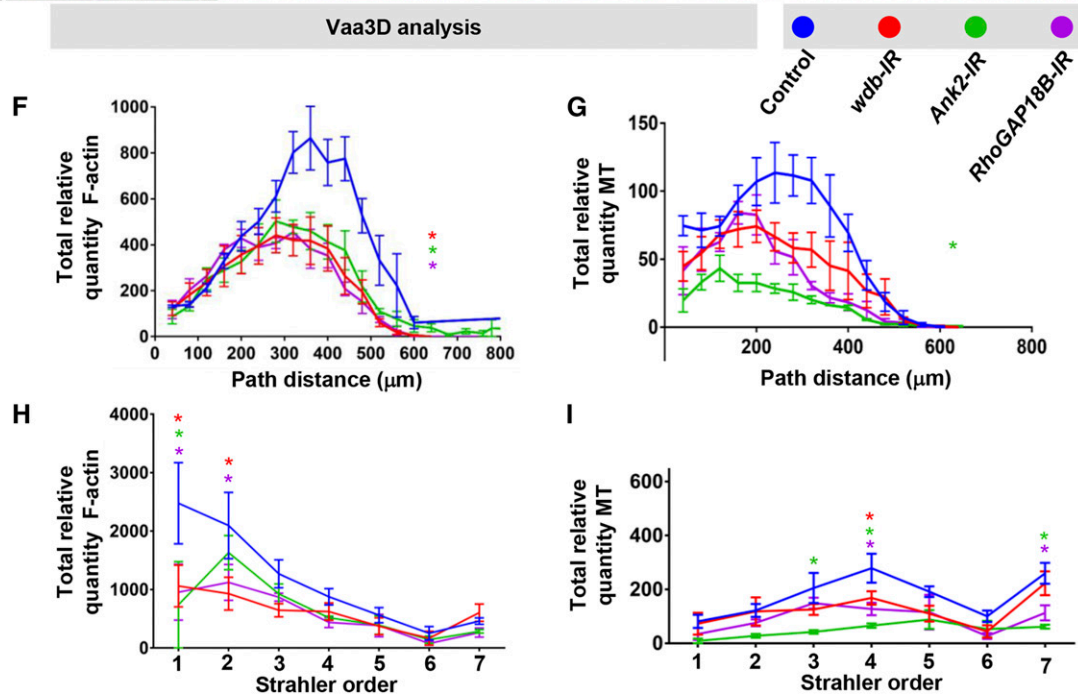 Vaa3D analysis
Control
wdb-IR
Ank2-IR
RhoGAP18B-IR
F
Total relative
quantity F-actin
1000
800
600
400
200
0
0 100 200 300 400 500 600 700 800
Path distance (μm)
*
*
*
G
Total relative
quantity MT
150
100
50
0
200 400 600 800
Path distance (μm)
*
H
Total relative
quantity F-actin
4000
3000
2000
1000
0
1 2 3 4 5 6 7
Strahler order
* *
* *
*
I
Total relative
quantity MT
600
400
200
0
1 2 3 4 5 6 7
Strahler order
*
* * *
* *